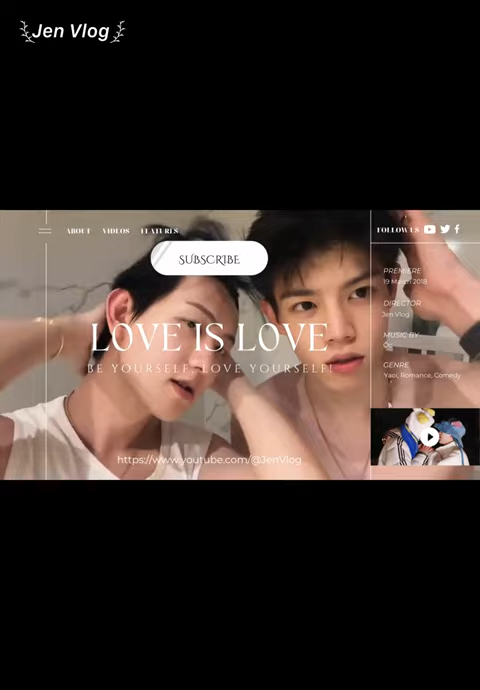 Jen Vlog
ABOUT VIDEOS FEATURES
FOLLOW US
SUBSCRIBE
LOVE IS LOVE
BE YOURSELF, LOVE YOURSELF!
https://www.youtube.com/@JenVlog
PREMIERE
19 March 2018
DIRECTOR
Jen Vlog
MUSIC BY
GENRE
Yaoi, Romance, Comedy